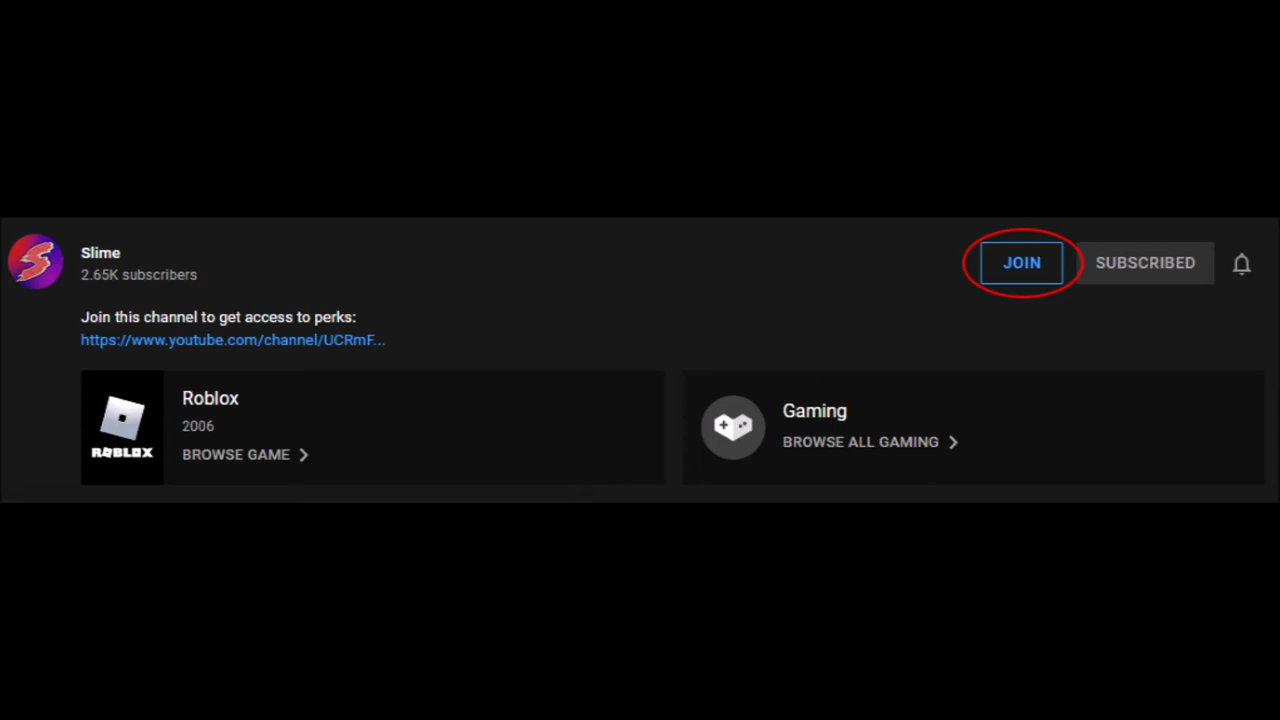 Slime
2.65K subscribers
JOIN
SUBSCRIBED
Join this channel to get access to perks:
https://www.youtube.com/channel/UCRmF...
ROBLOX
Roblox
2006
BROWSE GAME
Gaming
BROWSE ALL GAMING